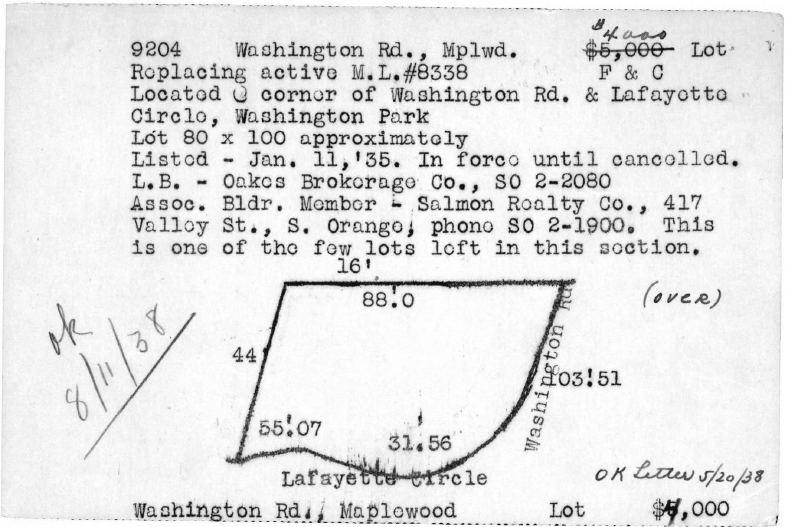 $4000
9204 Washington Rd., Mplwd. $5,000 Lot
Replacing active M.L.#8338 F & C
Located @ corner of Washington Rd. & Lafayette
Circle, Washington Park
Lot 80 x 100 approximately
Listed - Jan. 11,'35. In force until cancelled.
L.B. - Oakes Brokerage Co., SO 2-2080
Assoc. Bldr. Member - Salmon Realty Co., 417
Valley St., S. Orange, phone SO 2-1900. This
is one of the few lots left in this section.
16'
88!0
(over)
Washington Rd
ok
8/11/38
44
103!51
55!07
31.56
Lafayette Circle
OK Letter 5/20/38
Washington Rd., Maplewood Lot $4,000